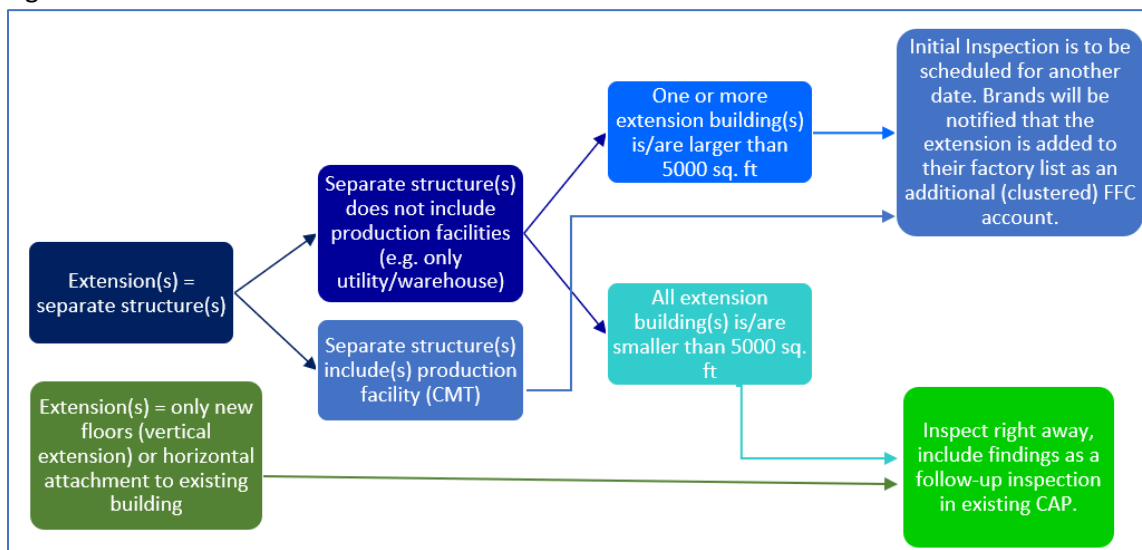 Extension(s) =
separate structure(s)
Extension(s) = only new
floors (vertical
extension) or horizontal
attachment to existing
building
Separate structure(s)
does not include
production facilities
(e.g. only
utility/warehouse)
Separate structure(s)
include(s) production
facility (CMT)
One or more
extension building(s)
is/are larger than
5000 sq. ft
All extension
building(s) is/are
smaller than 5000 sq.
ft
Initial Inspection is to be
scheduled for another
date. Brands will be
notified that the
extension is added to
their factory list as an
additional (clustered) FFC
account.
Inspect right away,
include findings as a
follow-up inspection
in existing CAP.